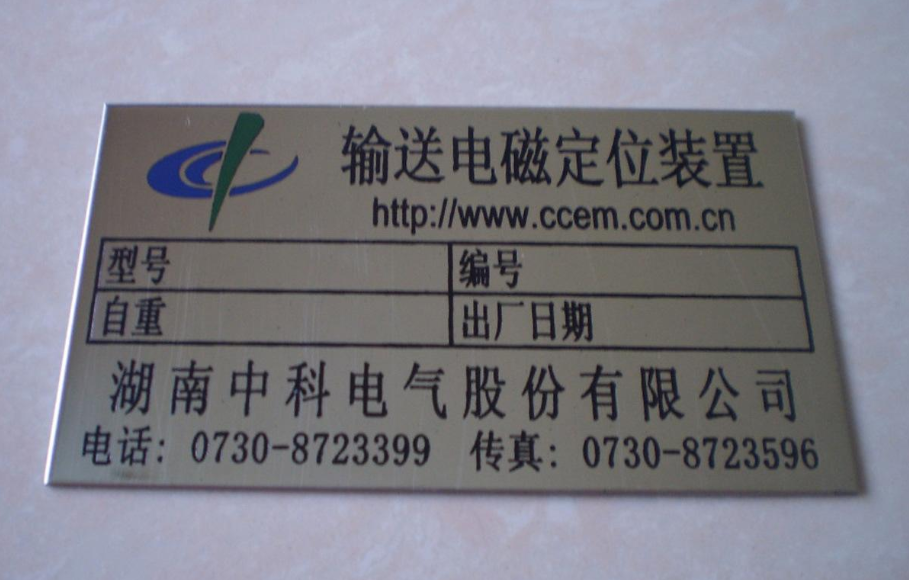 输送电磁定位装置
http://www.ccem.com.cn
型号 编号
自重 出厂日期
湖南中科电气股份有限公司
电话: 0730-8723399 传真: 0730-8723596